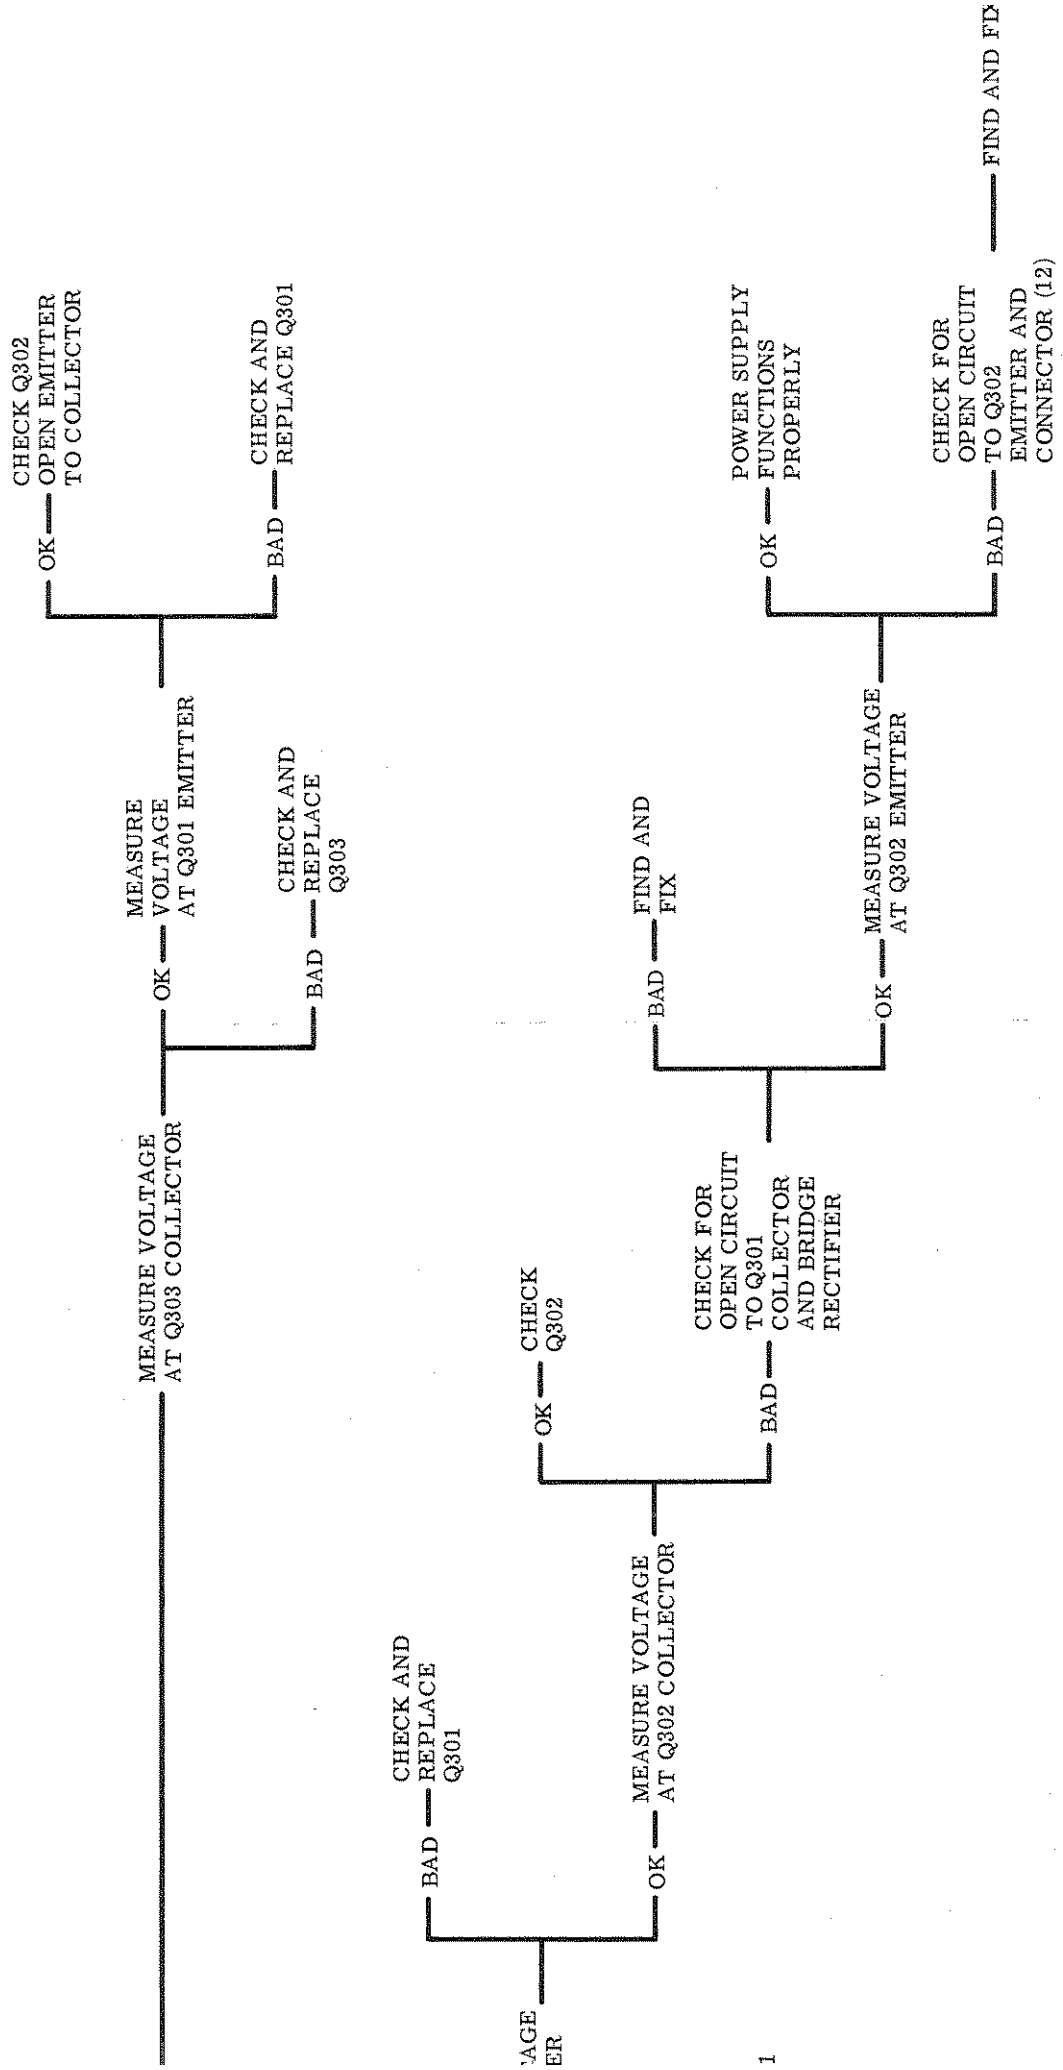 MEASURE VOLTAGE
AT Q303 COLLECTOR
OK
MEASURE
VOLTAGE
AT Q301 EMITTER
OK
CHECK Q302
OPEN EMITTER
TO COLLECTOR
BAD
CHECK AND
REPLACE Q301
BAD
CHECK AND
REPLACE
Q303
BAD
CHECK AND
REPLACE
Q301
OK
MEASURE VOLTAGE
AT Q302 COLLECTOR
OK
CHECK
Q302
BAD
CHECK FOR
OPEN CIRCUIT
TO Q301
COLLECTOR
AND BRIDGE
RECTIFIER
BAD
FIND AND
FIX
OK
MEASURE VOLTAGE
AT Q302 EMITTER
OK
POWER SUPPLY
FUNCTIONS
PROPERLY
BAD
CHECK FOR
OPEN CIRCUIT
TO Q302
EMITTER AND
CONNECTOR (12)
FIND AND